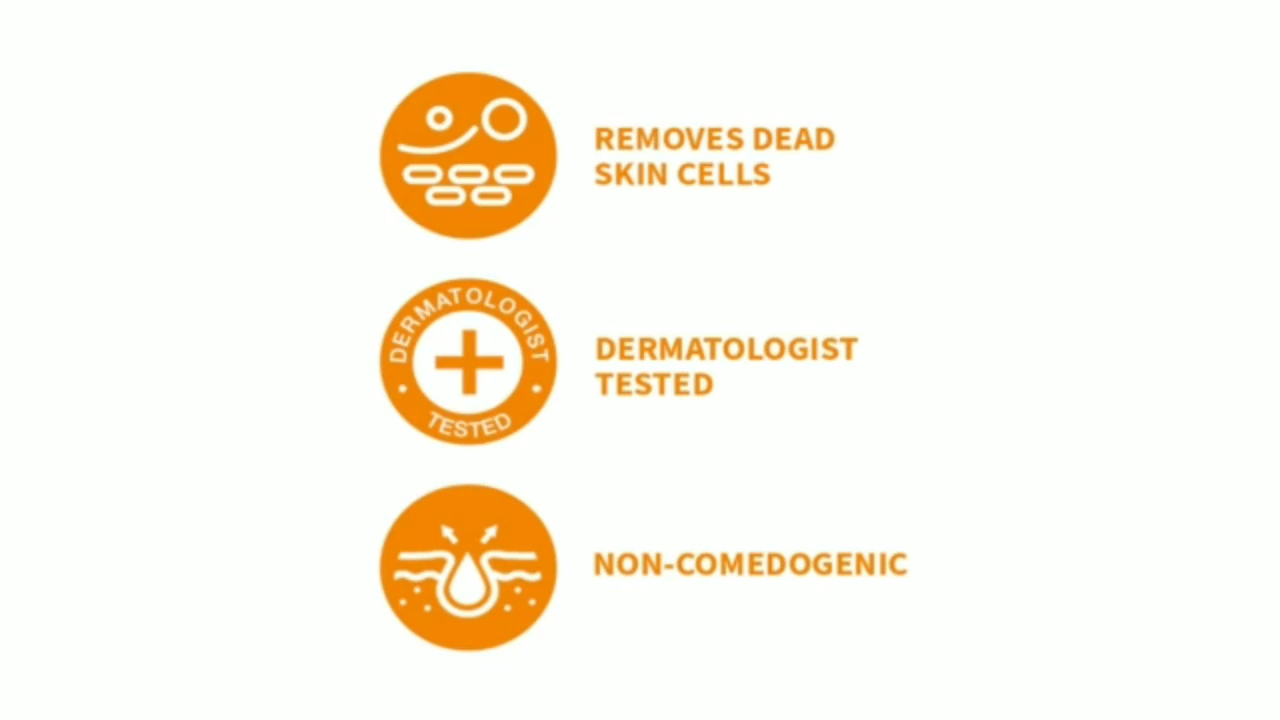 REMOVES DEAD
SKIN CELLS
DERMATOLOGIST
TESTED
DERMATOLOGIST
TESTED
NON-COMEDOGENIC